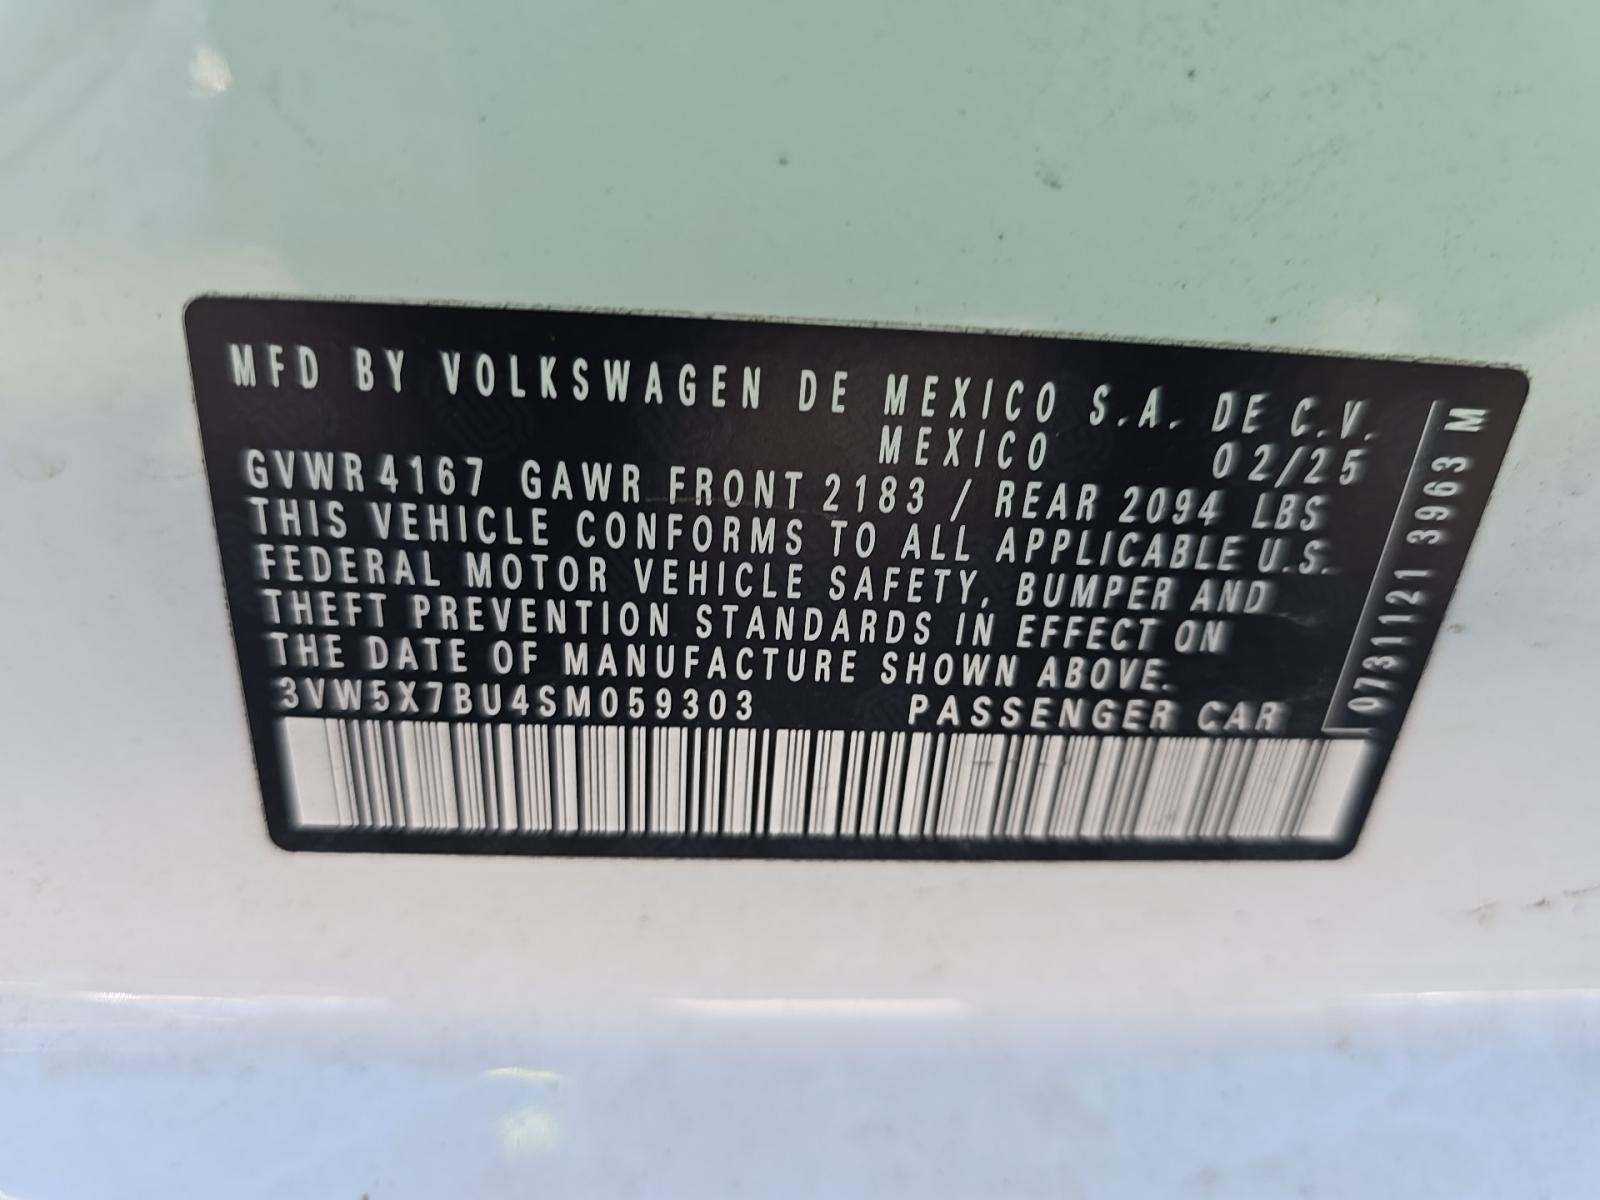 MFD BY VOLKSWAGEN DE MEXICO S.A. DE C.V.
MEXICO 02/25
GVWR 4167 GAWR FRONT 2183 / REAR 2094 LBS
THIS VEHICLE CONFORMS TO ALL APPLICABLE U.S.
FEDERAL MOTOR VEHICLE SAFETY, BUMPER AND
THEFT PREVENTION STANDARDS IN EFFECT ON
THE DATE OF MANUFACTURE SHOWN ABOVE.
3VW5X7BU4SM059303 PASSENGER CAR
0731121 3963 M